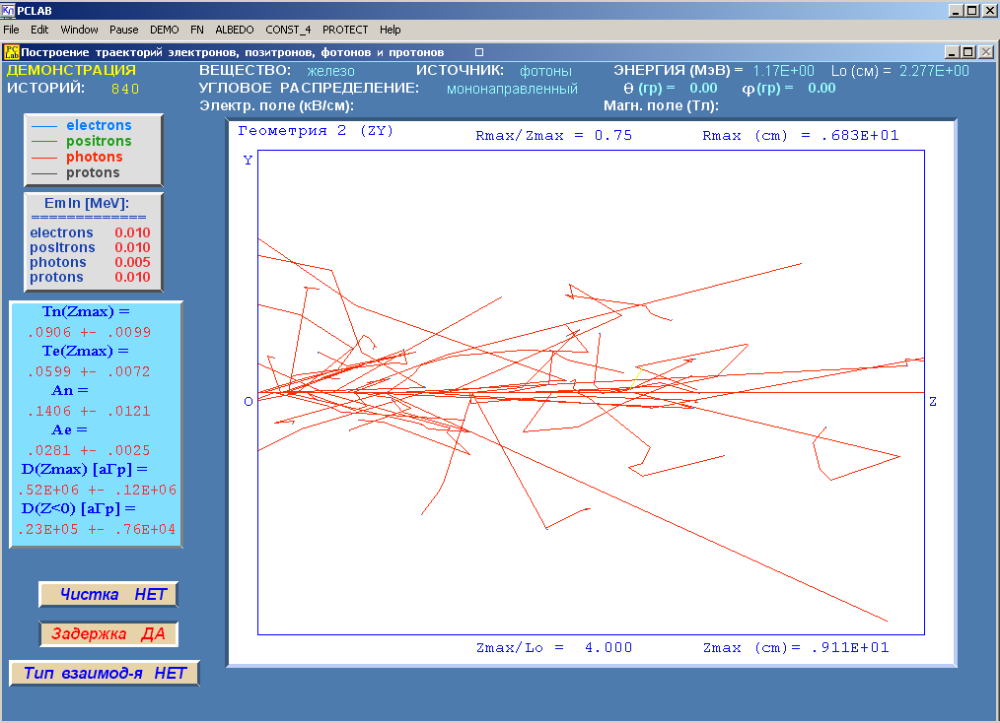 PCLAB
File Edit Window Pause DEMO FN ALBEDO CONST_4 PROTECT Help
Построение траекторий электронов, позитронов, фотонов и протонов
ДЕМОНСТРАЦИЯ ВЕЩЕСТВО: железо ИСТОЧНИК: фотоны ЭНЕРГИЯ (МэВ) = 1.17E+00 Lo (см) = 2.277E+00
ИСТОРИЙ: 840 УГЛОВОЕ РАСПРЕДЕЛЕНИЕ: мононаправленный Θ (гр) = 0.00 φ(гр) = 0.00
Электр. поле (кВ/см): Магн. поле (Тл):
electrons
positrons
photons
protons
Emin [MeV]:
=============
electrons 0.010
positrons 0.010
photons 0.005
protons 0.010
Tn(Zmax) =
.0906 +- .0099
Te(Zmax) =
.0599 +- .0072
An =
.1406 +- .0121
Ae =
.0281 +- .0025
D(Zmax) [аГр] =
.52E+06 +- .12E+06
D(Z<0) [аГр] =
.23E+05 +- .76E+04
Чистка НЕТ
Задержка ДА
Тип взаимод-я НЕТ
Геометрия 2 (ZY) Rmax/Zmax = 0.75 Rmax (cm) = .683E+01
Y
O Z
Zmax/Lo = 4.000 Zmax (cm)= .911E+01